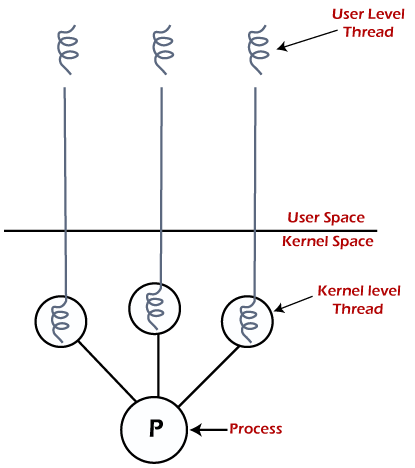 User Level
Thread
User Space
Kernel Space
Kernel level
Thread
P
Process